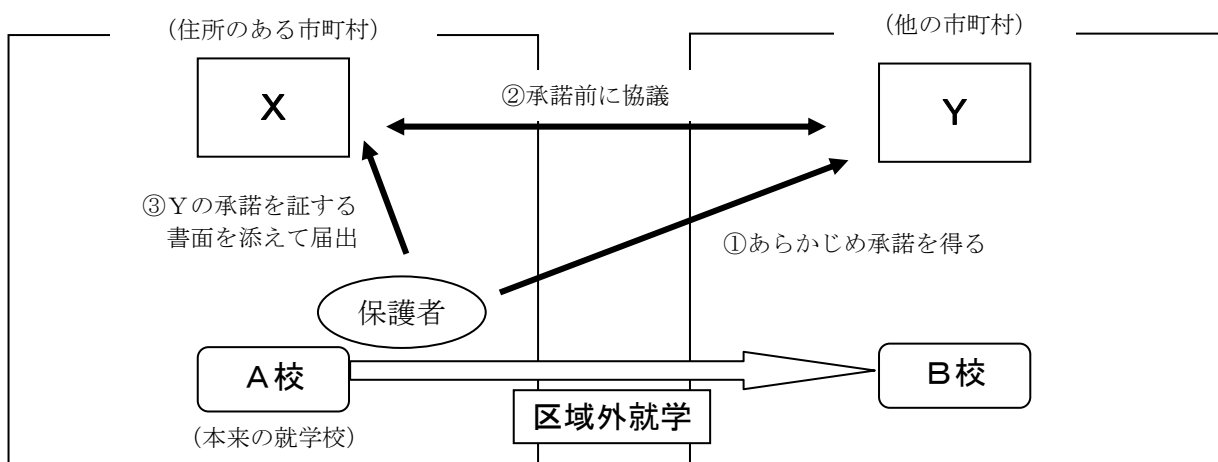 (住所のある市町村)
(他の市町村)
X
Y
②承諾前に協議
③Yの承諾を証する
書面を添えて届出
①あらかじめ承諾を得る
保護者
A校
B校
区域外就学
(本来の就学校)